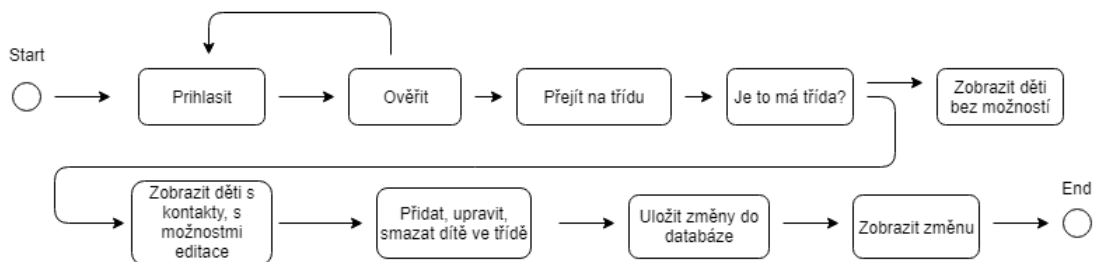 Start
Prihlasit
Ověřit
Přejít na třídu
Je to má třída?
Zobrazit děti
bez možností
Zobrazit děti s
kontakty, s
možnostmi
editace
Přidat, upravit,
smazat dítě ve třídě
Uložit změny do
databáze
Zobrazit změnu
End